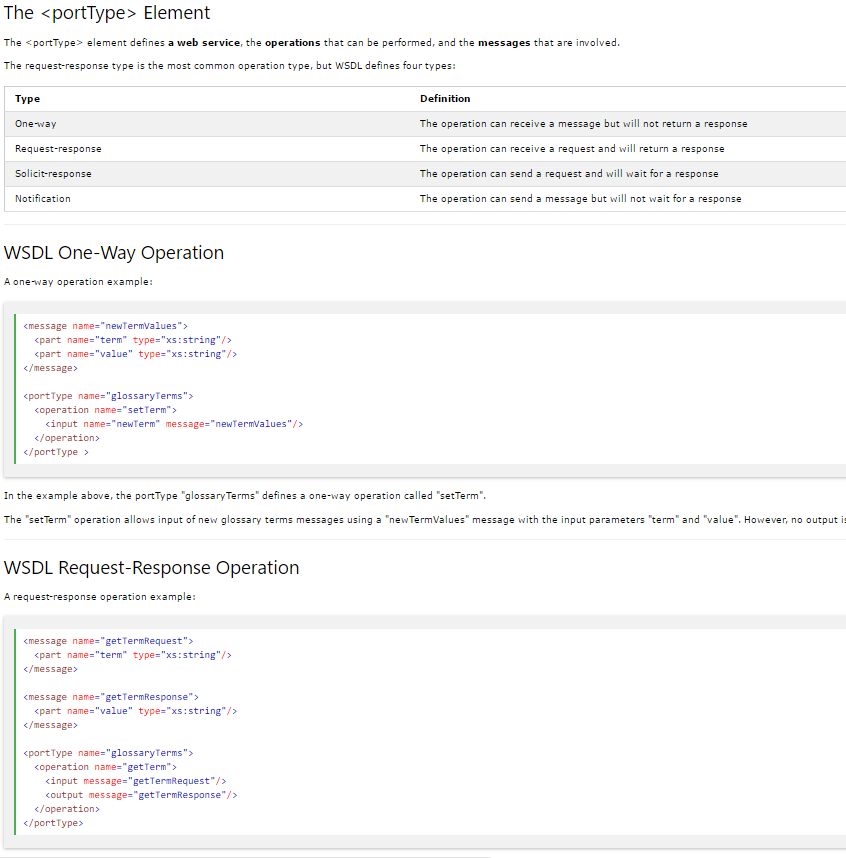 The <portType> Element
The <portType> element defines a web service, the operations that can be performed, and the messages that are involved.
The request-response type is the most common operation type, but WSDL defines four types:
Type Definition
One-way The operation can receive a message but will not return a response
Request-response The operation can receive a request and will return a response
Solicit-response The operation can send a request and will wait for a response
Notification The operation can send a message but will not wait for a response
WSDL One-Way Operation
A one-way operation example:
<message name="newTermValues">
  <part name="term" type="xs:string"/>
  <part name="value" type="xs:string"/>
</message>
<portType name="glossaryTerms">
  <operation name="setTerm">
    <input name="newTerm" message="newTermValues"/>
  </operation>
</portType >
In the example above, the portType "glossaryTerms" defines a one-way operation called "setTerm".
The "setTerm" operation allows input of new glossary terms messages using a "newTermValues" message with the input parameters "term" and "value". However, no output is
WSDL Request-Response Operation
A request-response operation example:
<message name="getTermRequest">
  <part name="term" type="xs:string"/>
</message>
<message name="getTermResponse">
  <part name="value" type="xs:string"/>
</message>
<portType name="glossaryTerms">
  <operation name="getTerm">
    <input message="getTermRequest"/>
    <output message="getTermResponse"/>
  </operation>
</portType>